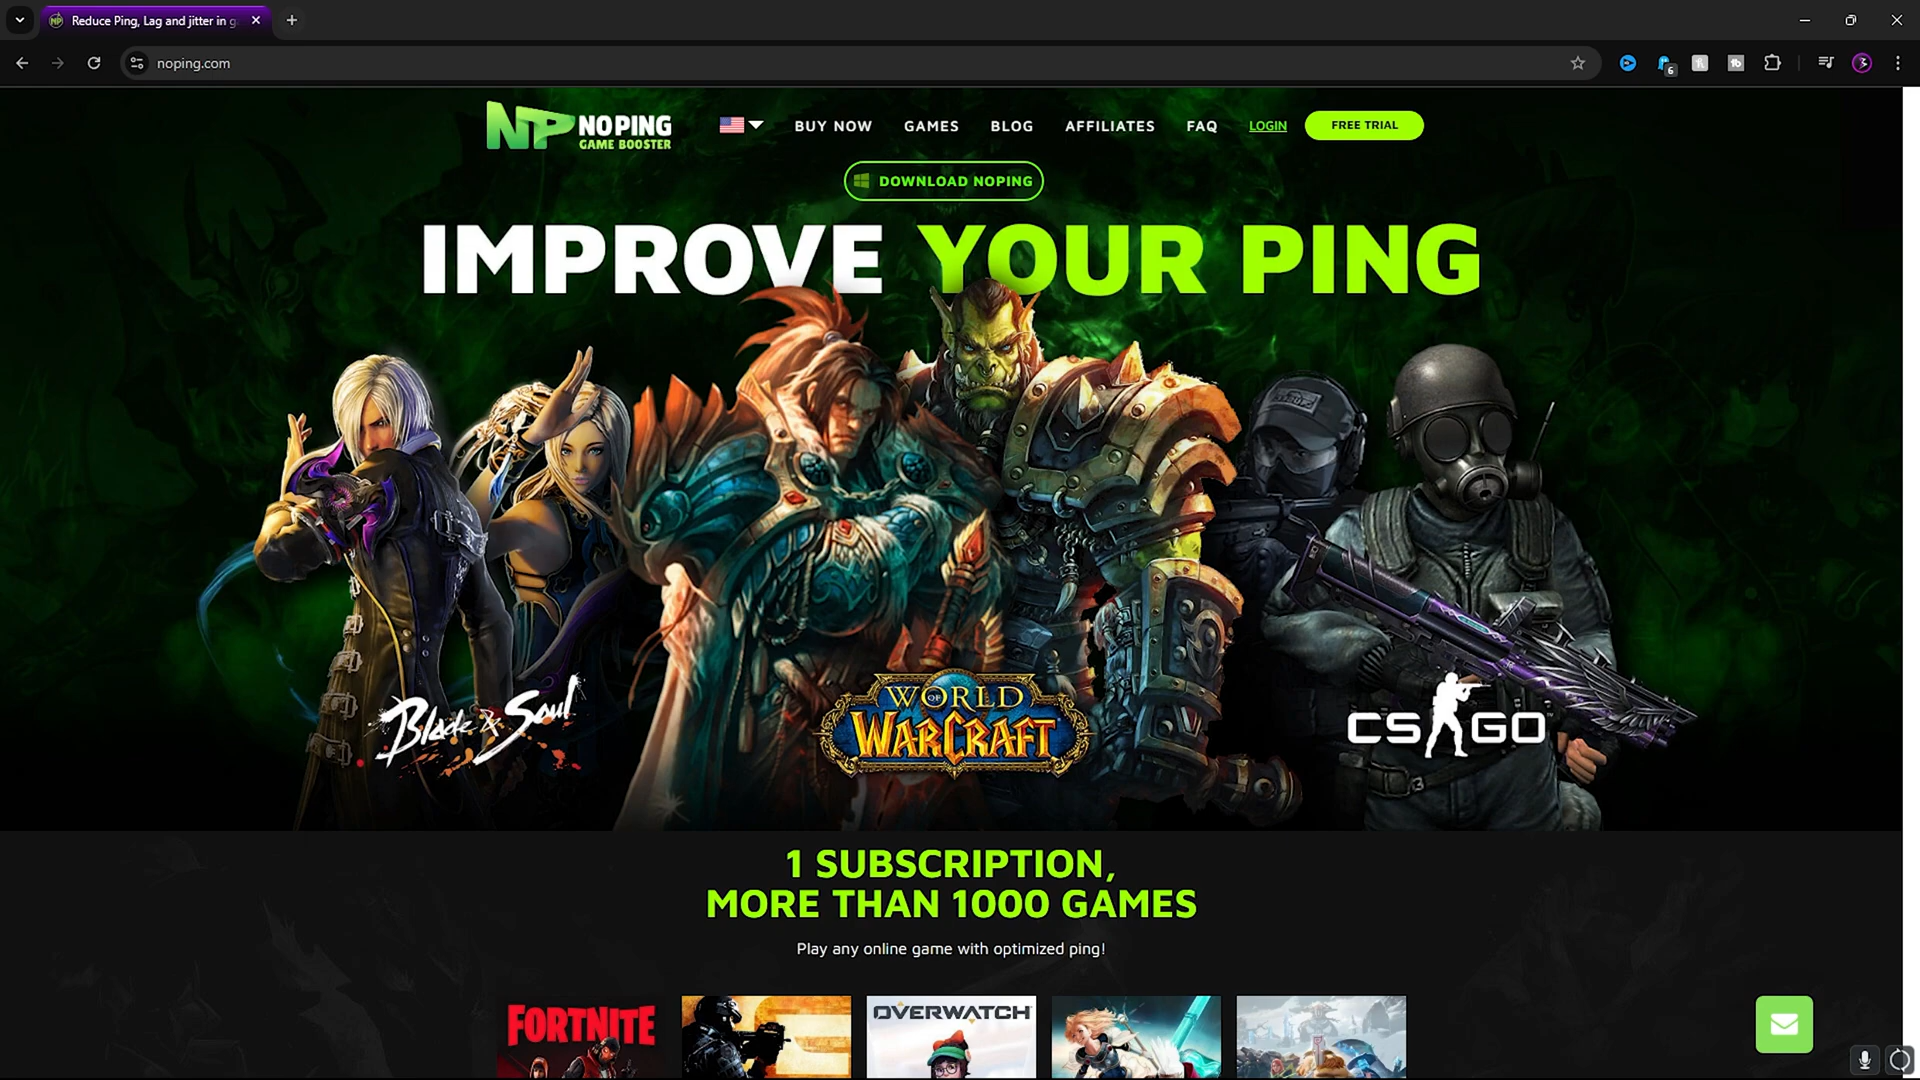 Reduce Ping, Lag and jitter in g
noping.com
6
NP NOPING
GAME BOOSTER
BUY NOW
GAMES
BLOG
AFFILIATES
FAQ
LOGIN
FREE TRIAL
DOWNLOAD NOPING
IMPROVE YOUR PING
Blade & Soul
WORLD OF WARCRAFT
CS GO
1 SUBSCRIPTION,
MORE THAN 1000 GAMES
Play any online game with optimized ping!
FORTNITE
OVERWATCH